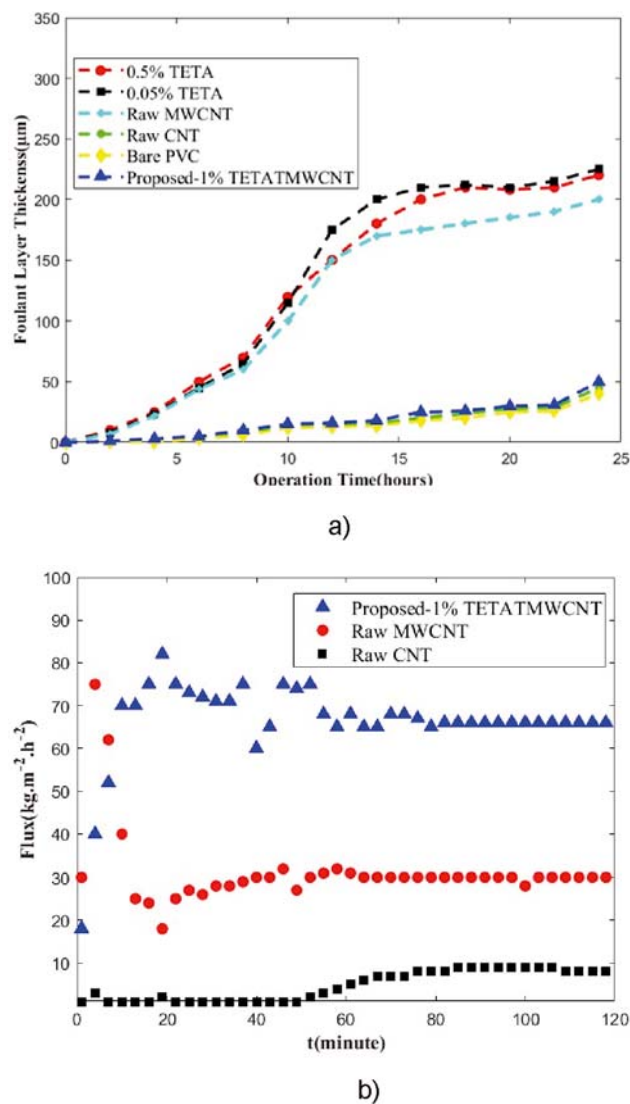 350
300
250
200
150
100
50
0
Foulant Layer Thickenss(µm)
0.5% TETA
0.05% TETA
Raw MWCNT
Raw CNT
Bare PVC
Proposed-1% TETATMWCNT
0 5 10 15 20 25
Operation Time(hours)
a)
100
90
80
70
60
50
40
30
20
10
Flux(kg.m-2.h-2)
Proposed-1% TETATMWCNT
Raw MWCNT
Raw CNT
0 20 40 60 80 100 120
t(minute)
b)